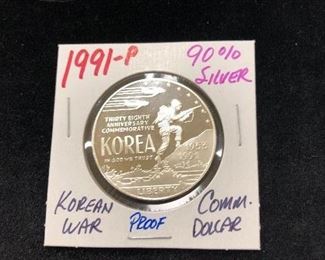 1991-P
90%
SILVER
THIRTY EIGHTH
ANNIVERSARY
COMMEMORATIVE
KOREA
IN GOD WE TRUST
1953
1991
LIBERTY
KOREAN
WAR
PROOF
Comm.
DOLLAR